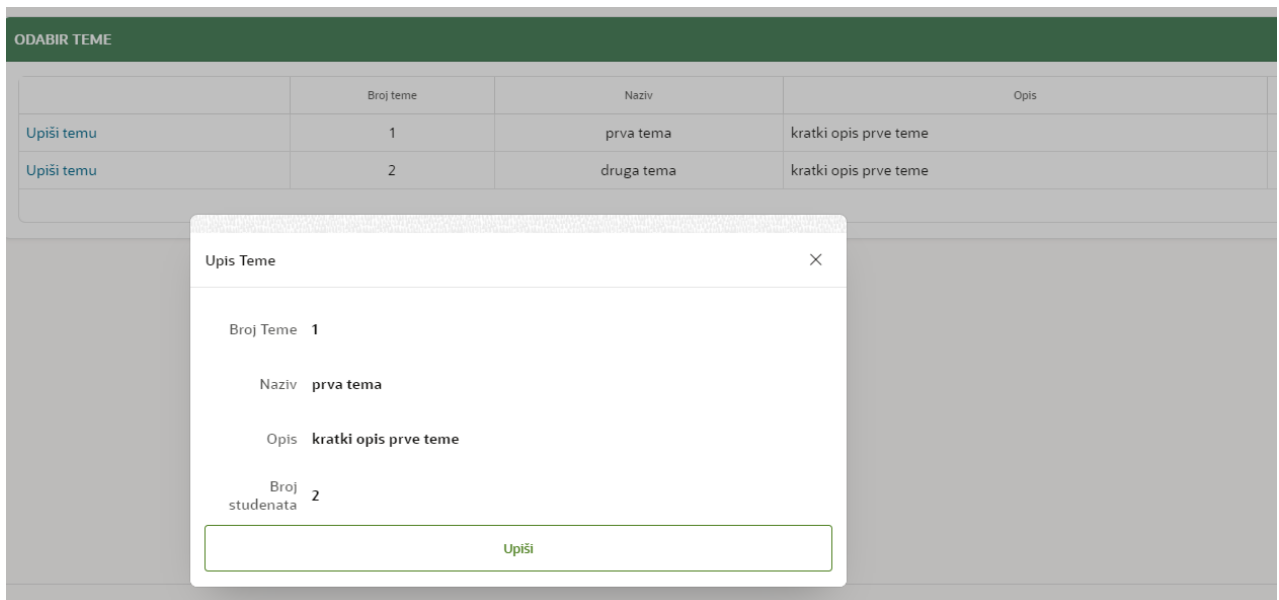 ODABIR TEME
Broj teme Naziv Opis
Upiši temu 1 prva tema kratki opis prve teme
Upiši temu 2 druga tema kratki opis prve teme
Upis Teme
Broj Teme 1
Naziv prva tema
Opis kratki opis prve teme
Broj
studenata 2
Upiši